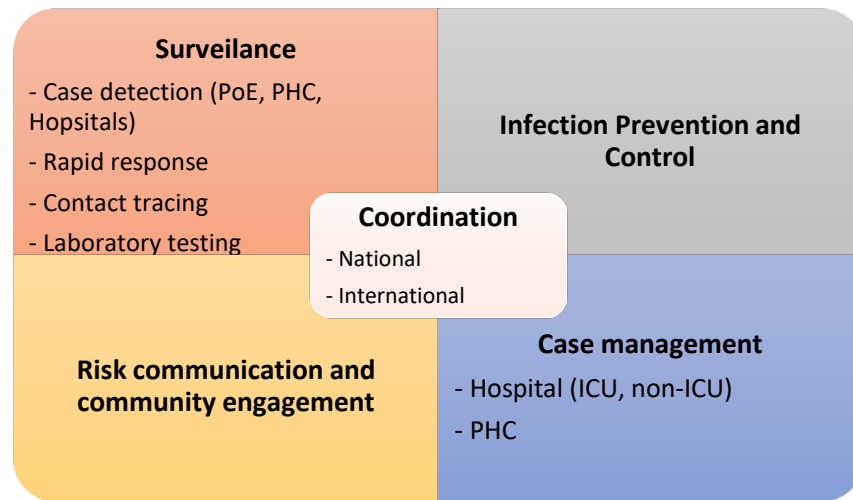 Surveilance
- Case detection (PoE, PHC,
Hopsitals)
- Rapid response
- Contact tracing
- Laboratory testing
Infection Prevention and
Control
Coordination
- National
- International
Risk communication and
community engagement
Case management
- Hospital (ICU, non-ICU)
- PHC